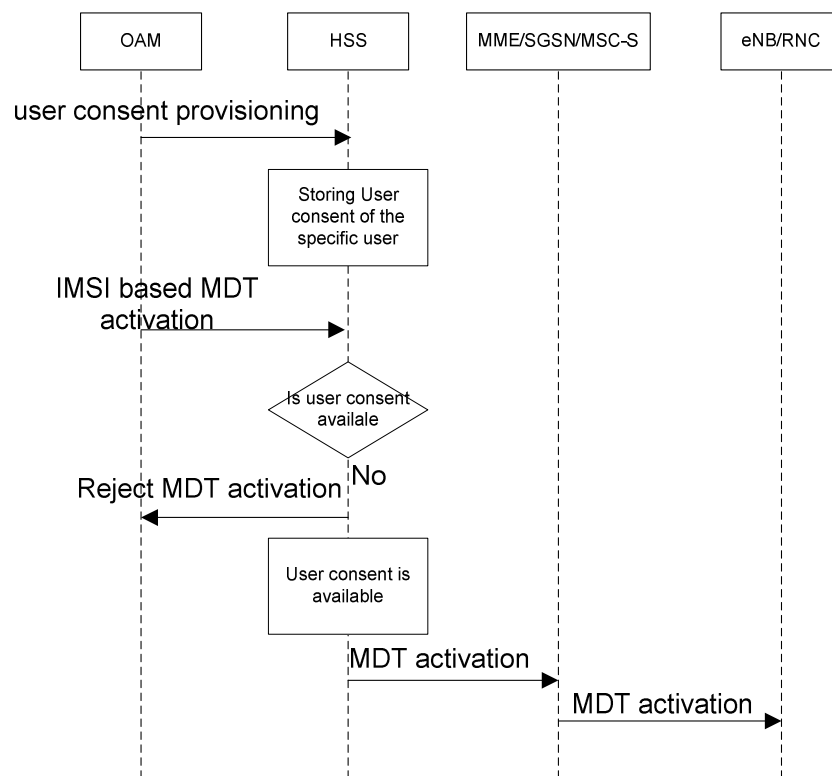 OAM
HSS
MME/SGSN/MSC-S
eNB/RNC
user consent provisioning
Storing User
consent of the
specific user
IMSI based MDT
activation
Is user consent
availale
No
Reject MDT activation
User consent is
available
MDT activation
MDT activation